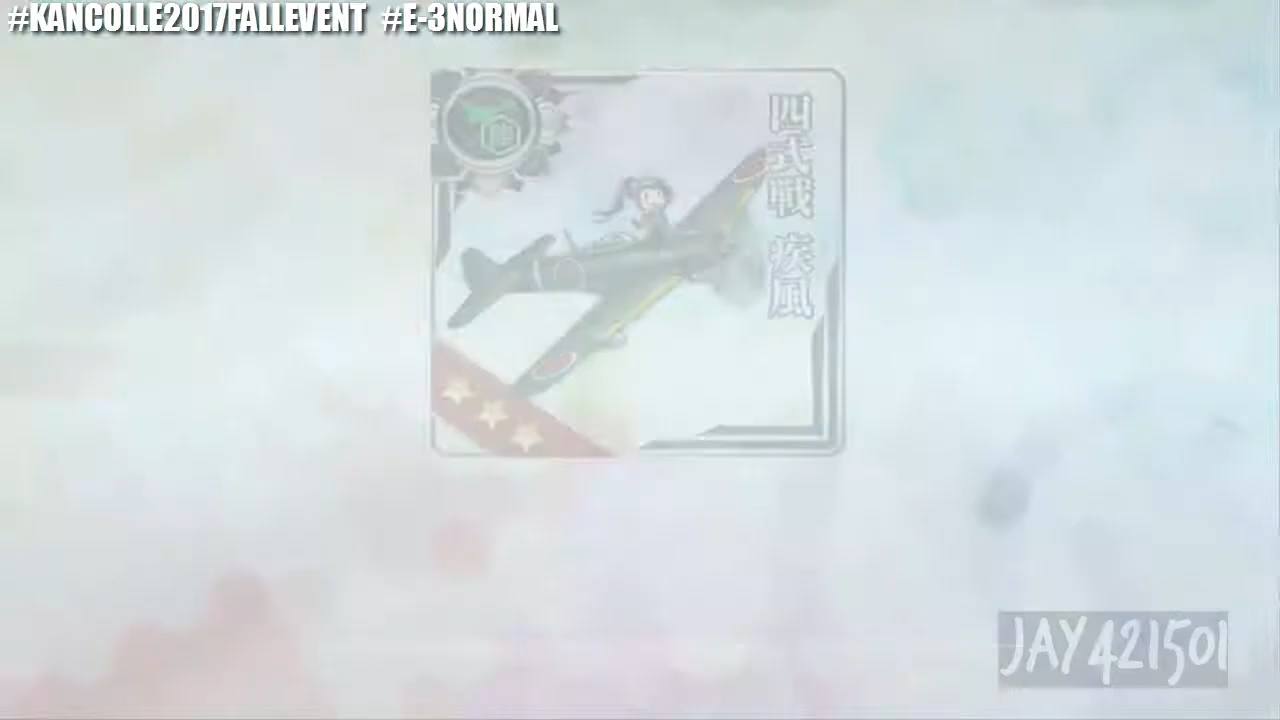 #KANCOLLE2017FALLEVENT #E-3NORMAL
四式戦 疾風
JAY421501